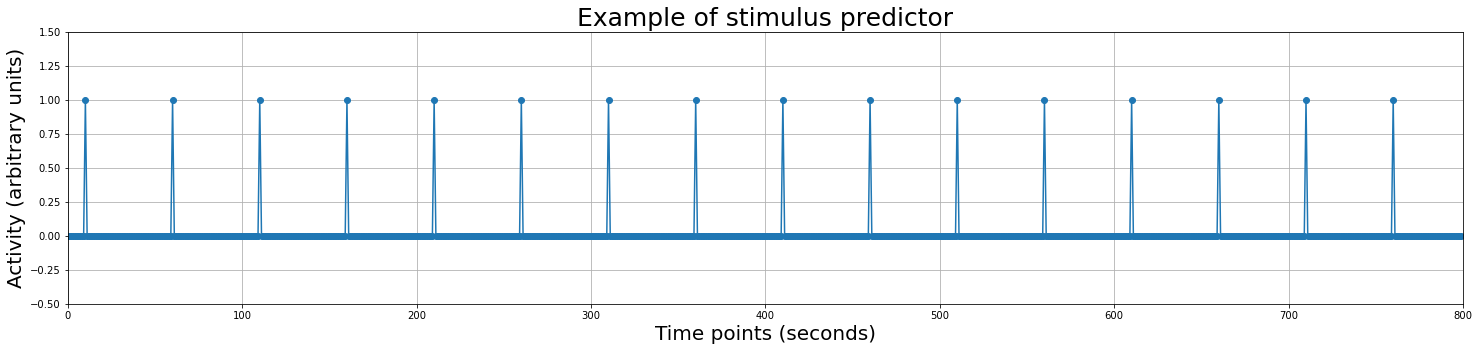 Example of stimulus predictor
1.50
1.25
1.00
0.75
0.50
0.25
0.00
−0.25
−0.50
Activity (arbitrary units)
0 100 200 300 400 500 600 700 800
Time points (seconds)